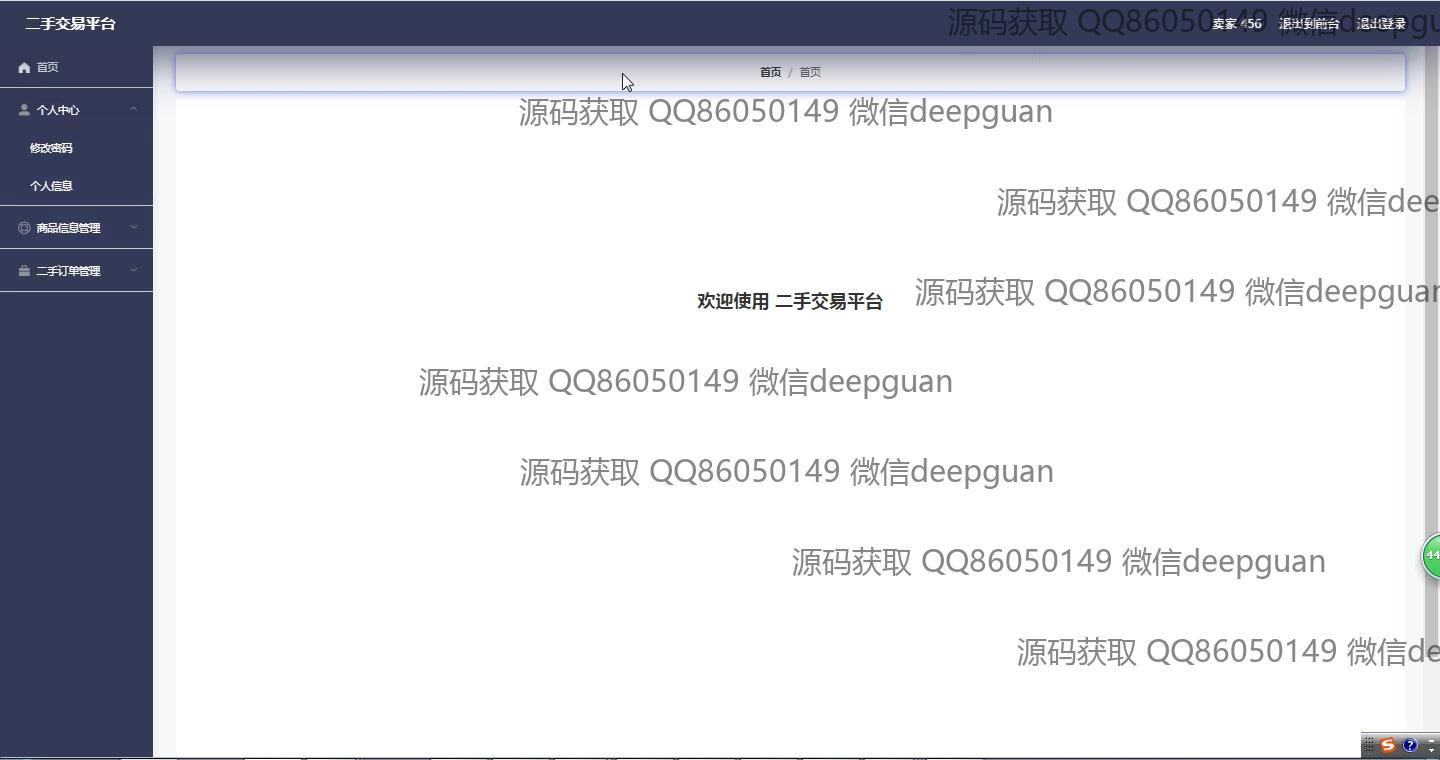 二手交易平台
源码获取 QQ86050149 微信deepgu
卖家 456 退出到前台 退出登录
首页
首页 / 首页
个人中心
源码获取 QQ86050149 微信deepguan
修改密码
个人信息
源码获取 QQ86050149 微信dee
商品信息管理
二手订单管理
源码获取 QQ86050149 微信deepguan
欢迎使用 二手交易平台
源码获取 QQ86050149 微信deepguan
源码获取 QQ86050149 微信deepguan
源码获取 QQ86050149 微信deepguan
44
源码获取 QQ86050149 微信de